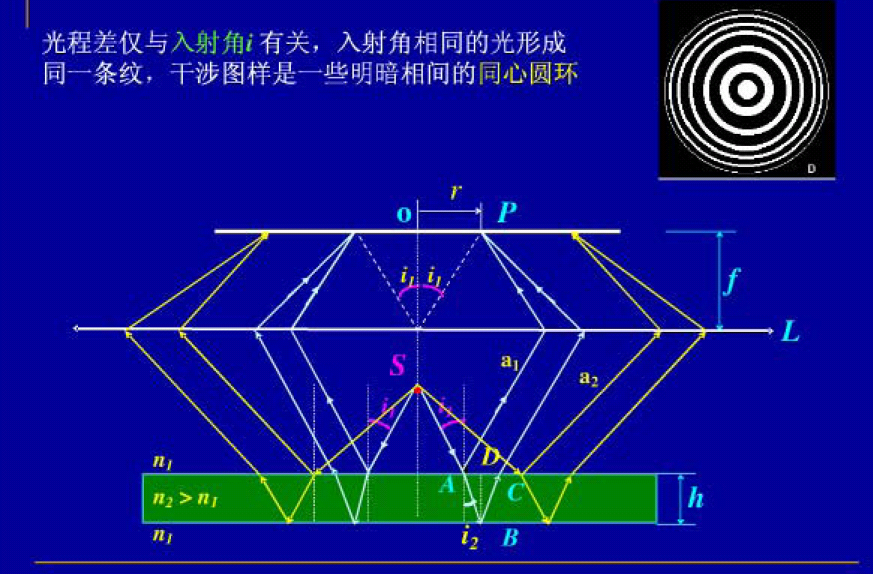 光程差仅与入射角i有关，入射角相同的光形成
同一条纹，干涉图样是一些明暗相间的同心圆环
D
r
o
P
i1 i1
f
L
S
a1
a2
i1 i1
D
n1
A
C
n2 > n1
h
n1
i2
B